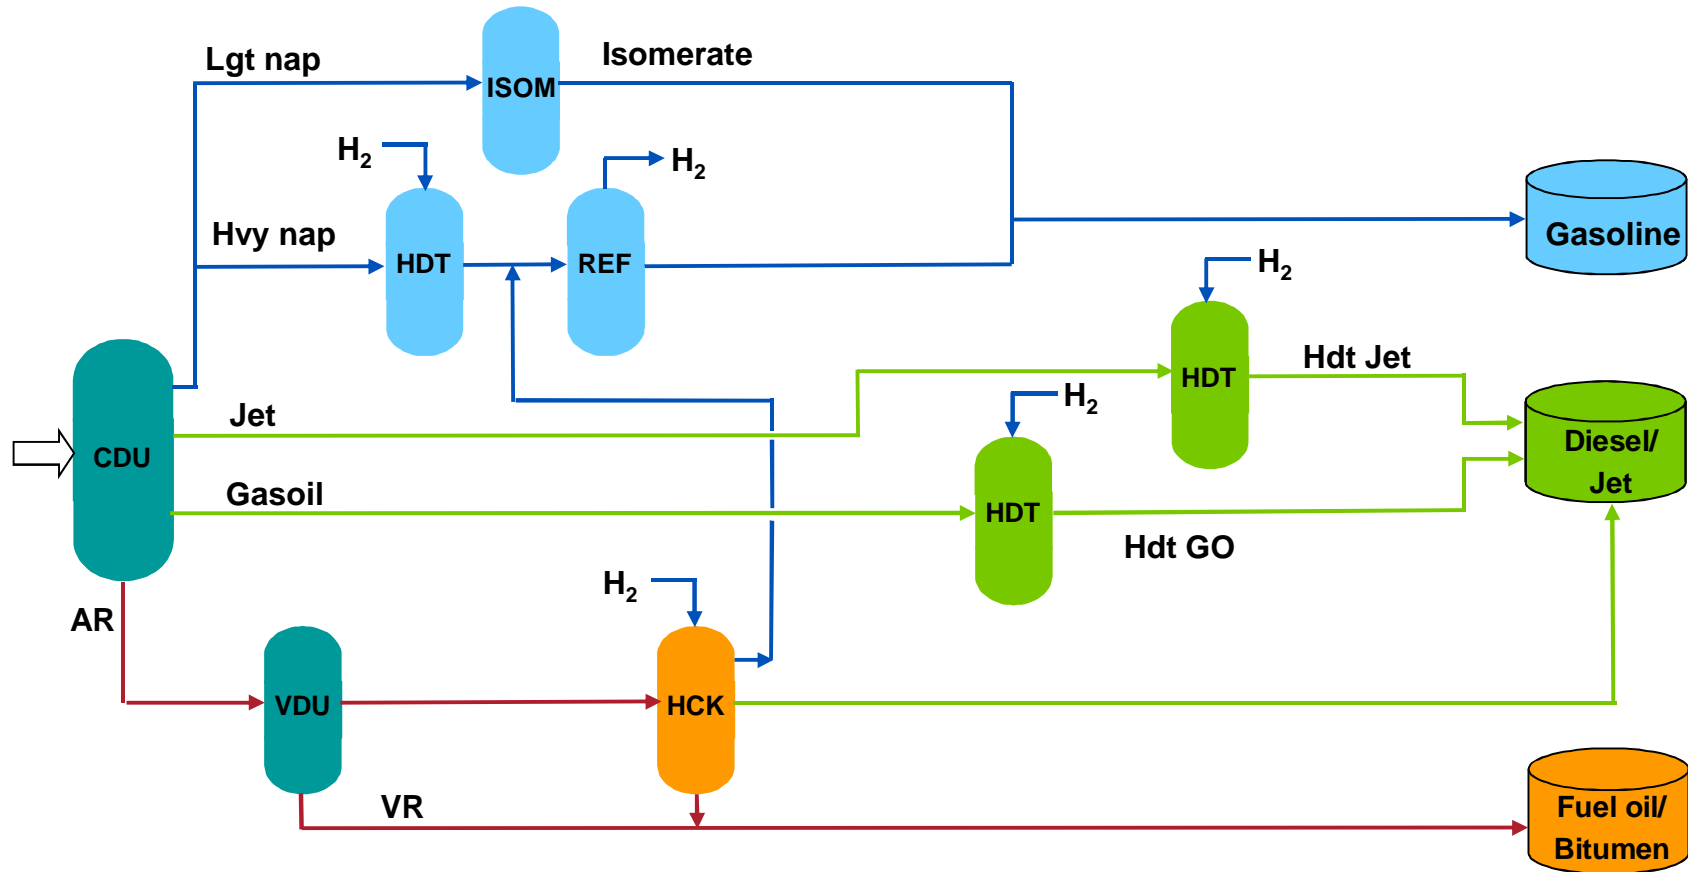 Lgt nap
ISOM
Isomerate
H₂
H₂
Hvy nap
HDT
REF
Gasoline
H₂
HDT
Hdt Jet
Jet
H₂
CDU
Diesel/
Jet
Gasoil
HDT
Hdt GO
H₂
AR
VDU
HCK
VR
Fuel oil/
Bitumen